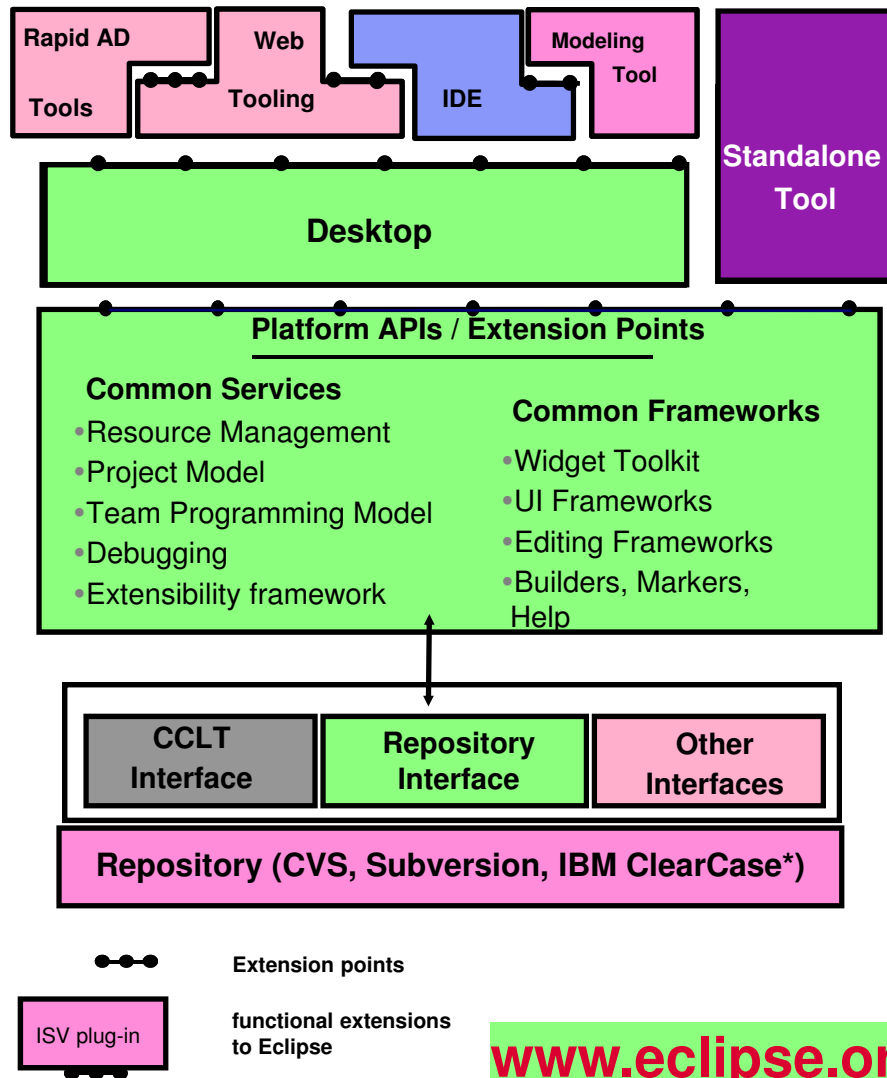 Rapid AD
Tools
Web
Tooling
IDE
Modeling
Tool
Standalone
Tool
Desktop
Platform APIs / Extension Points
Common Services
•Resource Management
•Project Model
•Team Programming Model
•Debugging
•Extensibility framework
Common Frameworks
•Widget Toolkit
•UI Frameworks
•Editing Frameworks
•Builders, Markers,
Help
CCLT
Interface
Repository
Interface
Other
Interfaces
Repository (CVS, Subversion, IBM ClearCase*)
Extension points
ISV plug-in
functional extensions
to Eclipse
www.eclipse.or